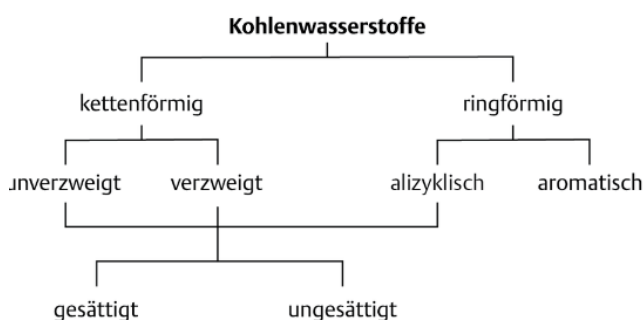 Kohlenwasserstoffe
kettenförmig ringförmig
unverzweigt verzweigt alizyklisch aromatisch
gesättigt ungesättigt